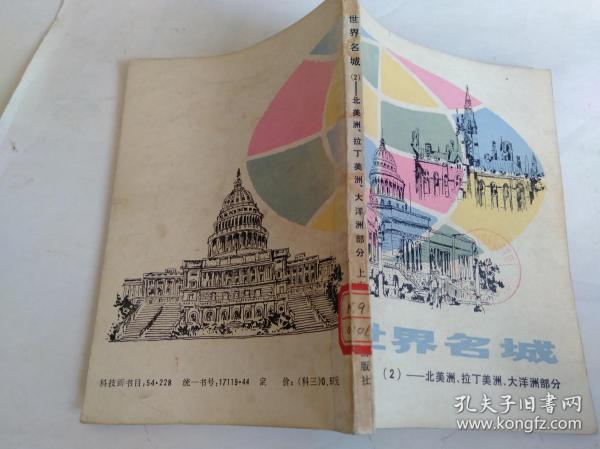 世界名城(2)——北美洲、拉丁美洲、大洋洲部分 上
版社
世界名城
(2)——北美洲、拉丁美洲、大洋洲部分
科技新书目：54·228 统一书号：17119·44 定 价：(科三)0.57元
孔夫子旧书网
www.kongfz.com